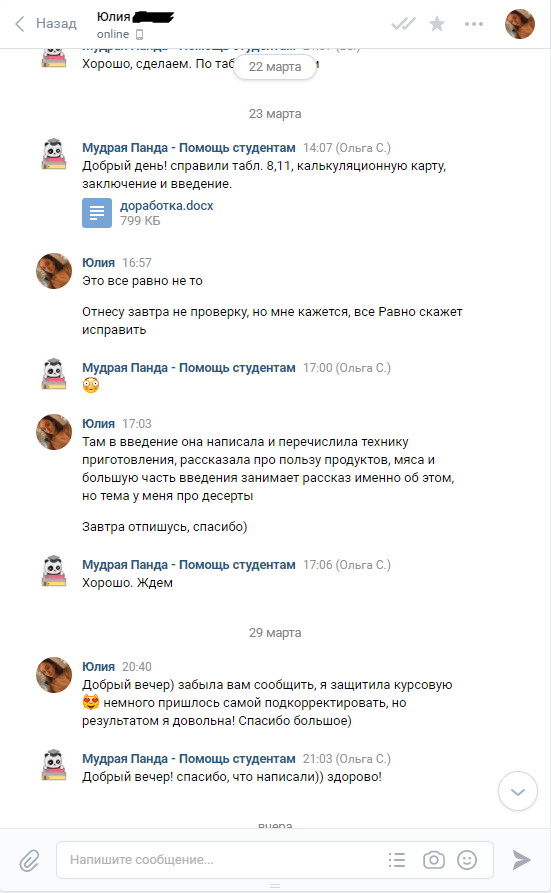 Назад
Юлия
online
Мудрая Панда - Помощь студентам
Хорошо, сделаем. По таб
22 марта
23 марта
Мудрая Панда - Помощь студентам 14:07 (Ольга С.)
Добрый день! справили табл. 8,11, калькуляционную карту,
заключение и введение.
доработка.docx
799 КБ
Юлия 16:57
Это все равно не то
Отнесу завтра не проверку, но мне кажется, все Равно скажет
исправить
Мудрая Панда - Помощь студентам 17:00 (Ольга С.)
Юлия 17:03
Там в введение она написала и перечислила технику
приготовления, рассказала про пользу продуктов, мяса и
большую часть введения занимает рассказ именно об этом,
но тема у меня про десерты
Завтра отпишусь, спасибо)
Мудрая Панда - Помощь студентам 17:06 (Ольга С.)
Хорошо. Ждем
29 марта
Юлия 20:40
Добрый вечер) забыла вам сообщить, я защитила курсовую
немного пришлось самой подкорректировать, но
результатом я довольна! Спасибо большое)
Мудрая Панда - Помощь студентам 21:03 (Ольга С.)
Добрый вечер! спасибо, что написали)) здорово!
вчера
Напишите сообщение...